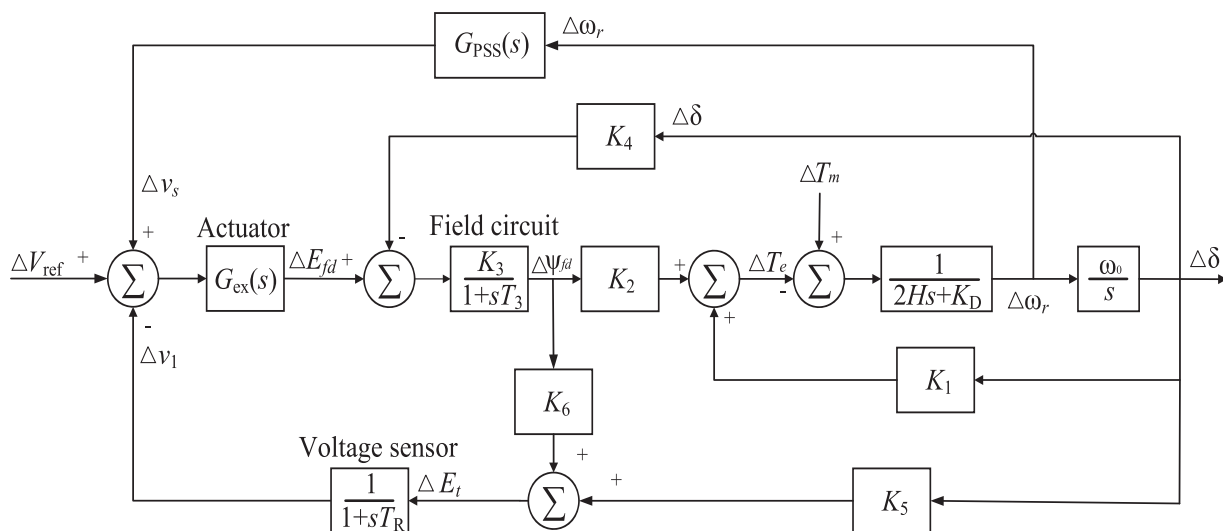 G_PSS(s)
△ω_r
K_4
△δ
△v_s
△T_m
Actuator
Field circuit
△V_ref
+
+
-
∑
G_ex(s)
△E_fd
+
-
∑
K_3
1+sT_3
△ψ_fd
K_2
+
+
∑
△T_e
+
-
∑
1
2Hs+K_D
△ω_r
ω_0
s
△δ
△v_1
K_1
K_6
Voltage sensor
1
1+sT_R
△E_t
+
+
∑
K_5